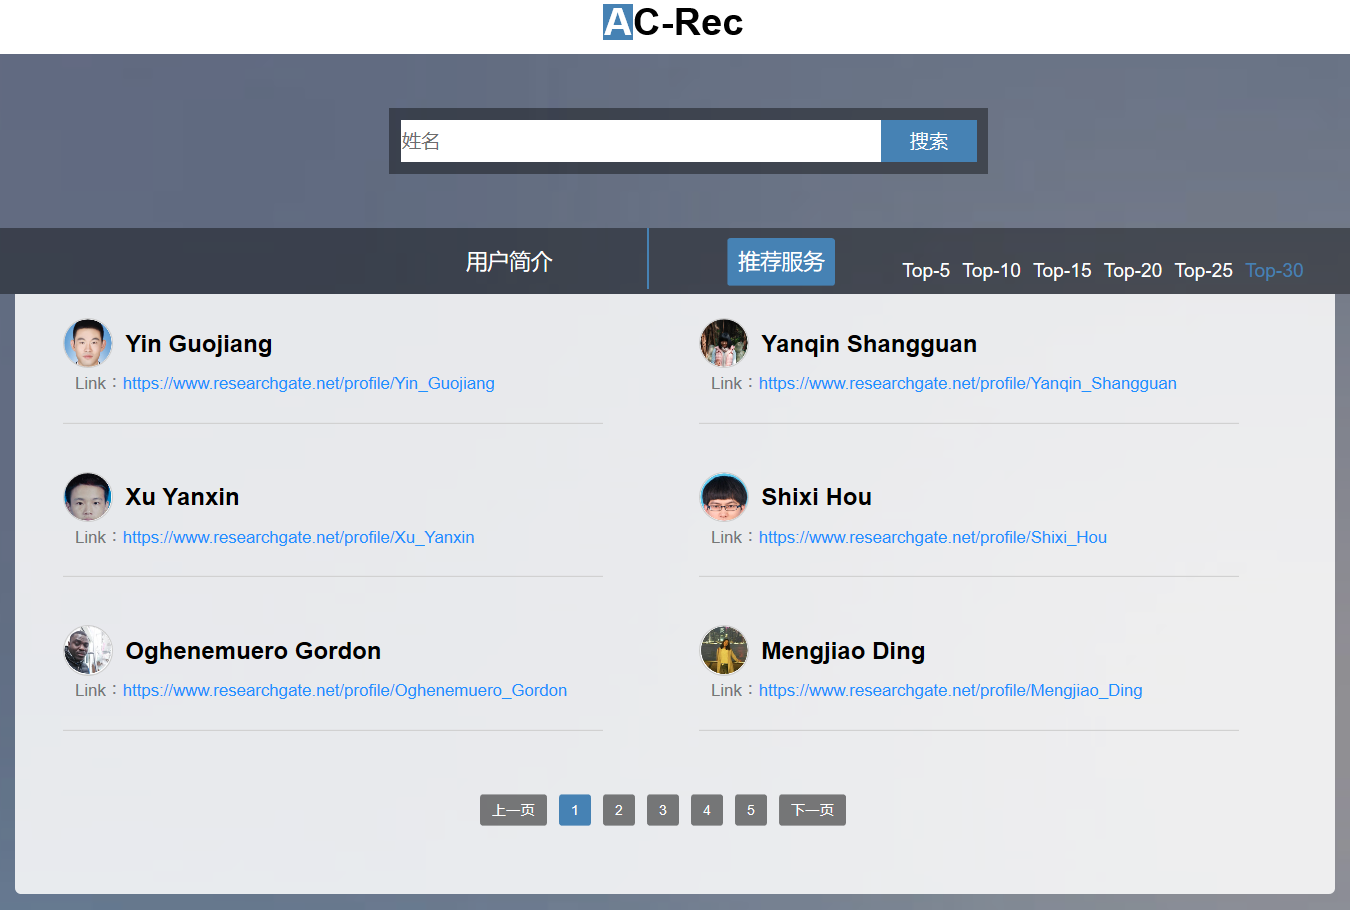 AC-Rec
姓名 搜索
用户简介 推荐服务 Top-5 Top-10 Top-15 Top-20 Top-25 Top-30
Yin Guojiang
Link：https://www.researchgate.net/profile/Yin_Guojiang
Yanqin Shangguan
Link：https://www.researchgate.net/profile/Yanqin_Shangguan
Xu Yanxin
Link：https://www.researchgate.net/profile/Xu_Yanxin
Shixi Hou
Link：https://www.researchgate.net/profile/Shixi_Hou
Oghenemuero Gordon
Link：https://www.researchgate.net/profile/Oghenemuero_Gordon
Mengjiao Ding
Link：https://www.researchgate.net/profile/Mengjiao_Ding
上一页 1 2 3 4 5 下一页